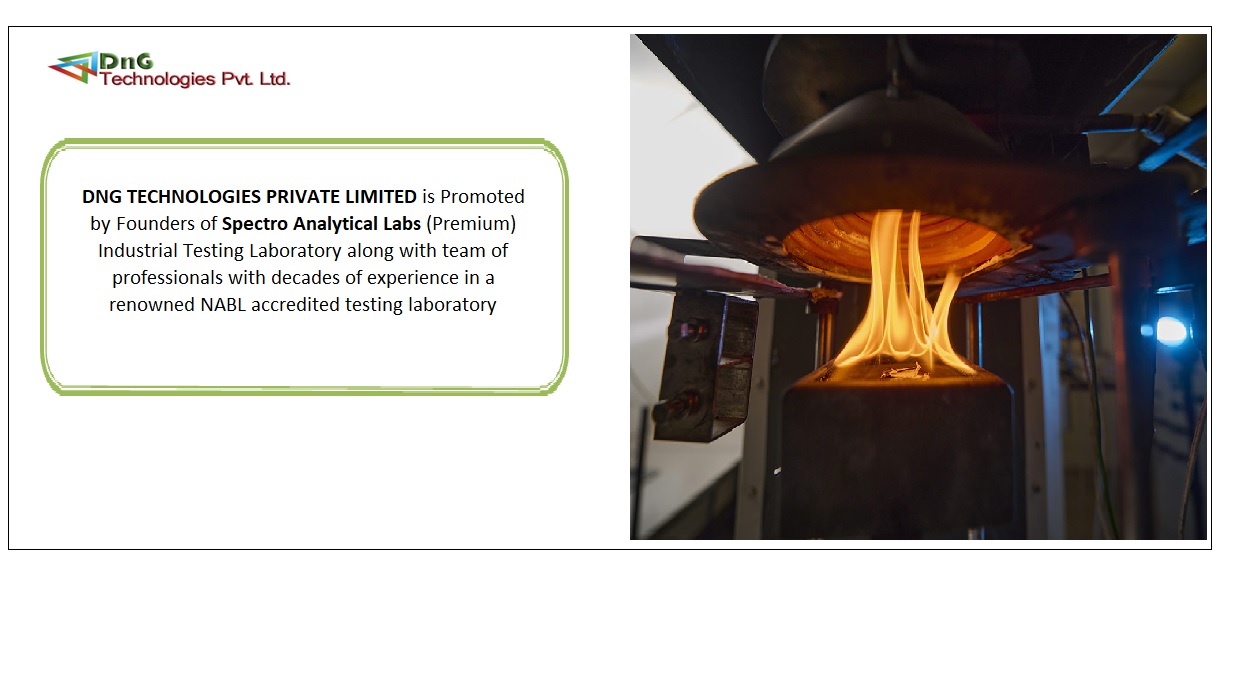 DnG
Technologies Pvt. Ltd.
DNG TECHNOLOGIES PRIVATE LIMITED is Promoted
by Founders of Spectro Analytical Labs (Premium)
Industrial Testing Laboratory along with team of
professionals with decades of experience in a
renowned NABL accredited testing laboratory